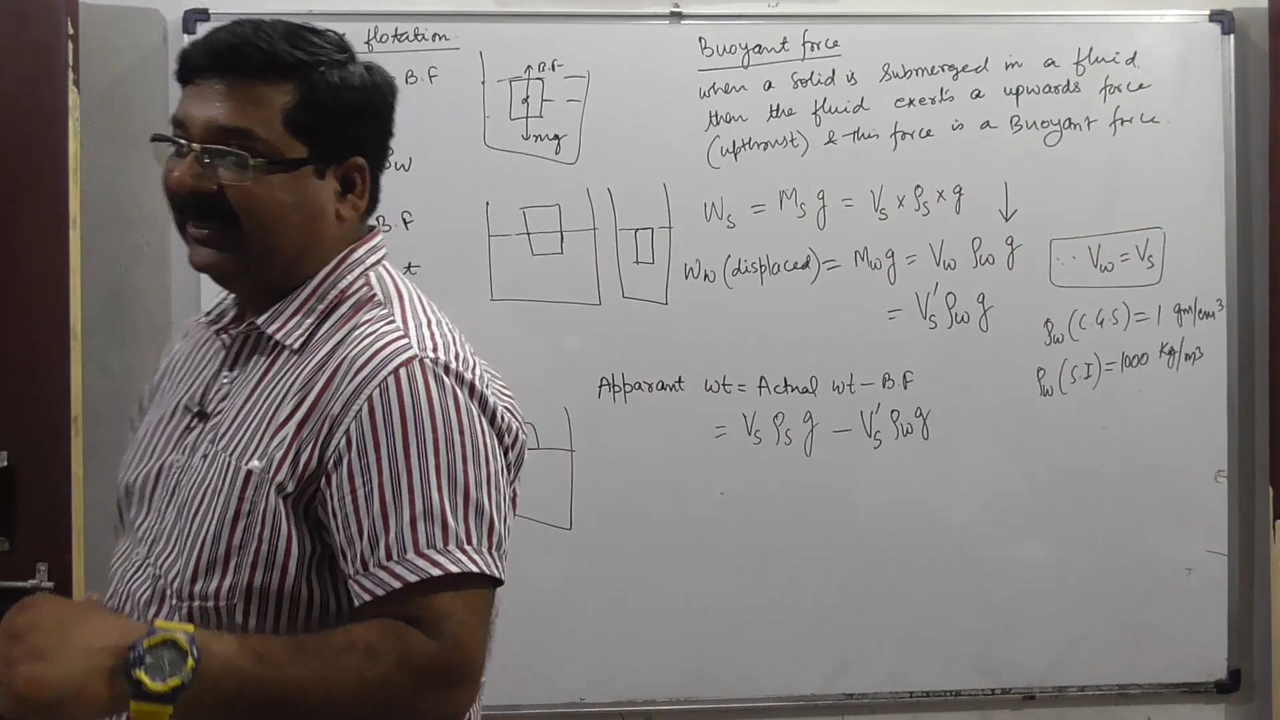 flotation
B.F
w
B.F
t
B.F
mg
Buoyant force
when a solid is submerged in a fluid
then the fluid exerts a upwards force
(upthrust) & this force is a Buoyant force.
Ws = Ms g = Vs × ρs × g
Ww (displaced) = Mw g = Vw ρw g
∵ Vw = Vs
= Vs' ρw g
ρw (C.G.S) = 1 gm/cm³
ρw (S.I) = 1000 Kg/m³
Apparant wt = Actual wt – B.F
= Vs ρs g – Vs' ρw g